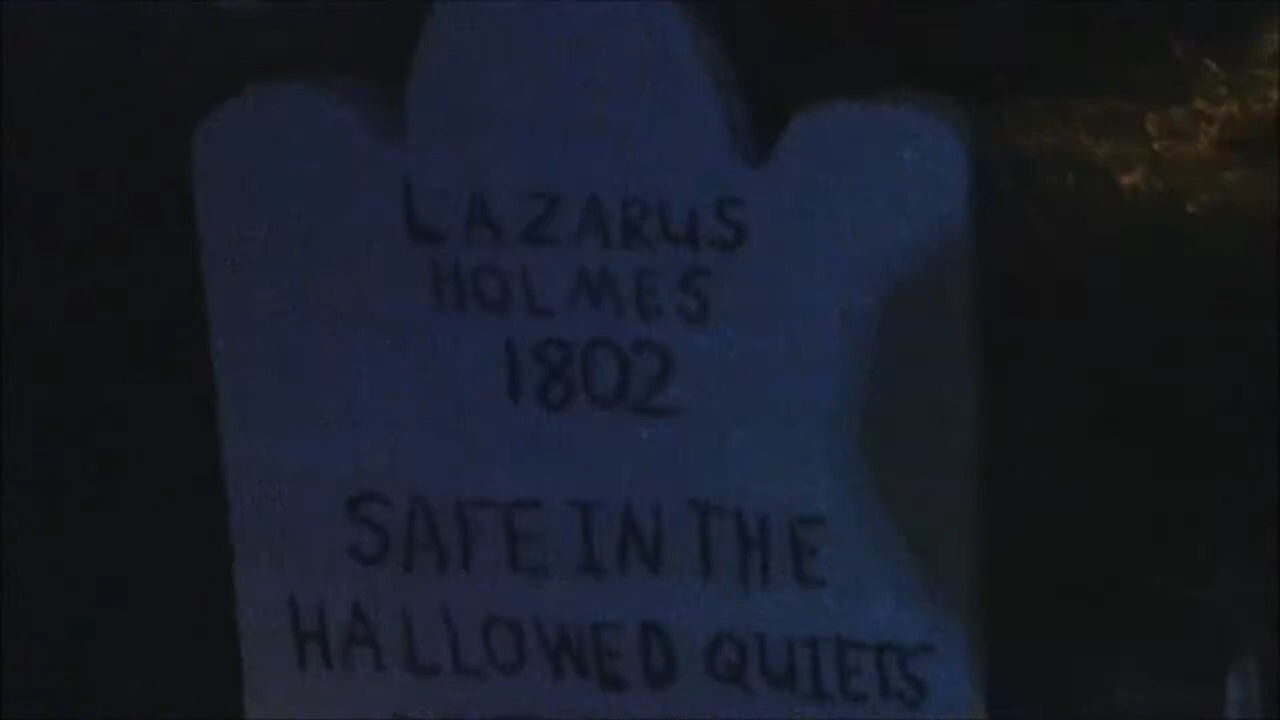 LAZARUS
HOLMES
1802
SAFE IN THE
HALLOWED QUIETS